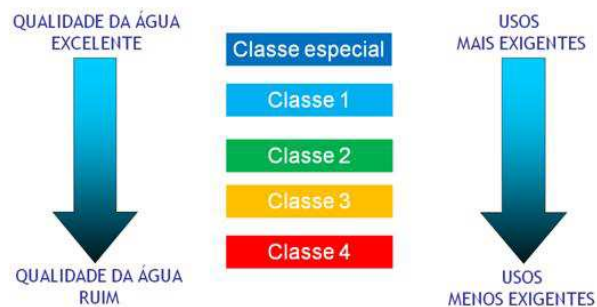 QUALIDADE DA ÁGUA
EXCELENTE
USOS
MAIS EXIGENTES
Classe especial
Classe 1
Classe 2
Classe 3
Classe 4
QUALIDADE DA ÁGUA
RUIM
USOS
MENOS EXIGENTES